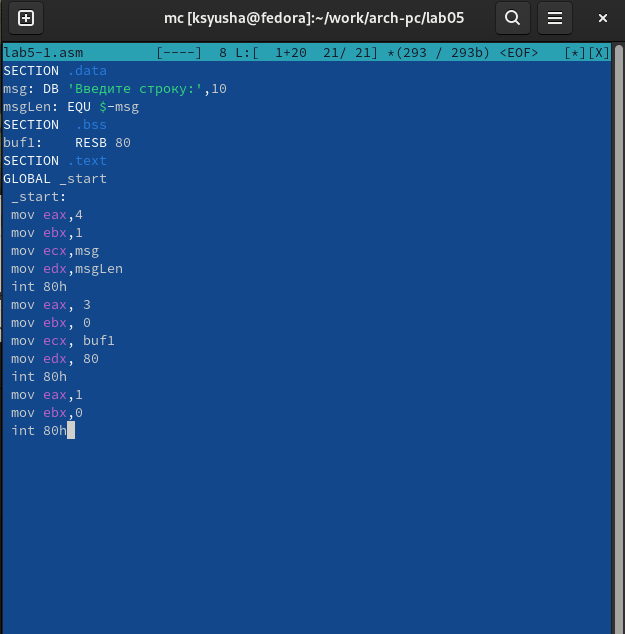 mc [ksyusha@fedora]:~/work/arch-pc/lab05
lab5-1.asm         [----]  8 L:[  1+20  21/ 21] *(293 / 293b) <EOF>   [*][X]
SECTION .data
msg: DB 'Введите строку:',10
msgLen: EQU $-msg
SECTION  .bss
buf1:    RESB 80
SECTION .text
GLOBAL _start
 _start:
 mov eax,4
 mov ebx,1
 mov ecx,msg
 mov edx,msgLen
 int 80h
 mov eax, 3
 mov ebx, 0
 mov ecx, buf1
 mov edx, 80
 int 80h
 mov eax,1
 mov ebx,0
 int 80h